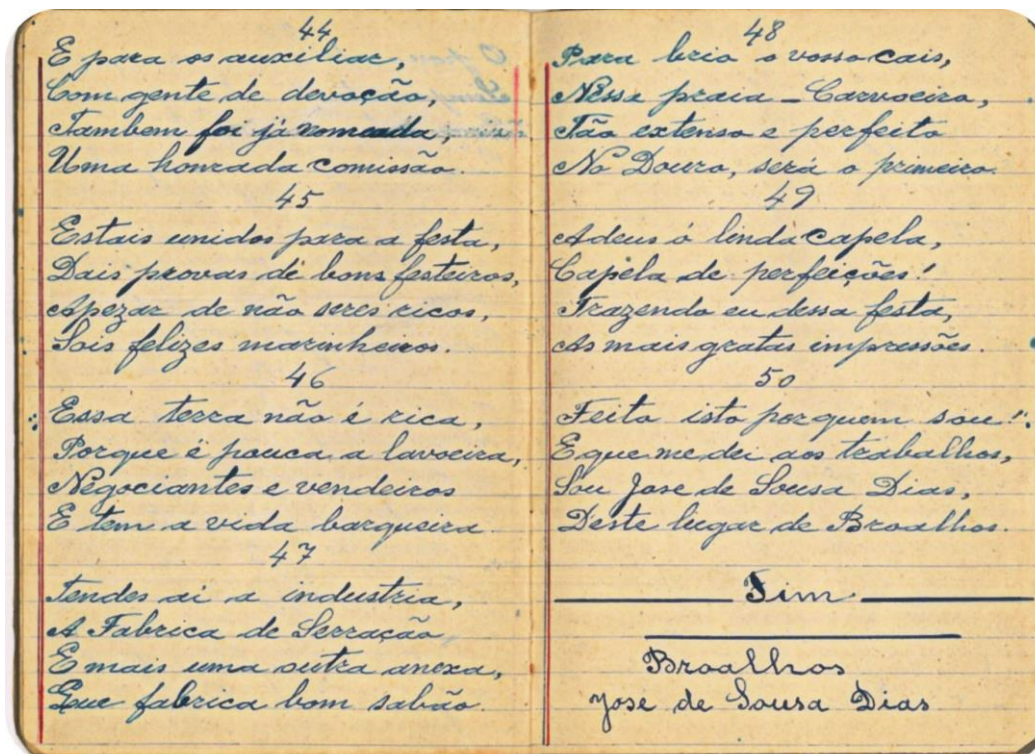 44
E para os auxiliar,
Com gente de devoção,
Tambem foi já nomeada,
Uma honrada comissão.
45
Estais unidos para a festa,
Dais provas de bons festeiros,
Apezar de não seres ricos,
Sois felizes marinheiros.
46
Essa terra não é rica,
Porque é pouca a lavoeira,
Negociantes e vendeiros
E tem a vida barqueira
47
Tendes ai a industria,
A Fabrica de Serração,
E mais uma outra anexa,
Que fabrica bom sabão.
48
Para brio o vosso cais,
Nesse praia - Carvoeiro,
Tão extenso e perfeito
No Douro, será o primeiro.
49
Adeus ó linda capela,
Capela de perfeições!
Trazendo eu dessa festa,
As mais gratas impressões.
50
Feito isto por quem sou!.
E que me dei aos trabalhos,
Sou Jose de Sousa Dias,
Deste lugar de Broalhos.
Fim
Broalhos
José de Sousa Dias